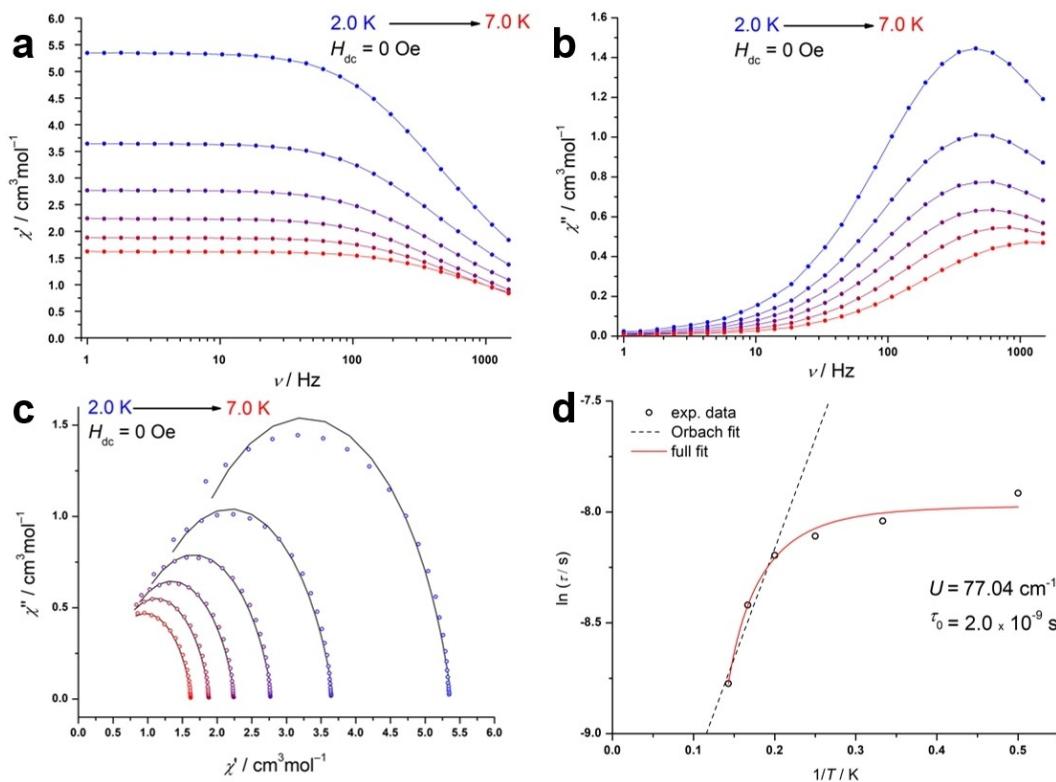 a
2.0 K 7.0 K
H_dc = 0 Oe
χ' / cm³mol⁻¹
6.0
5.5
5.0
4.5
4.0
3.5
3.0
2.5
2.0
1.5
1.0
0.5
0.0
1 10 100 1000
ν / Hz
b
2.0 K 7.0 K
H_dc = 0 Oe
χ'' / cm³mol⁻¹
1.6
1.4
1.2
1.0
0.8
0.6
0.4
0.2
0.0
1 10 100 1000
ν / Hz
c
2.0 K 7.0 K
H_dc = 0 Oe
χ'' / cm³mol⁻¹
1.5
1.0
0.5
0.0
0.0 0.5 1.0 1.5 2.0 2.5 3.0 3.5 4.0 4.5 5.0 5.5 6.0
χ' / cm³mol⁻¹
d
exp. data
Orbach fit
full fit
ln (τ / s)
-7.5
-8.0
-8.5
-9.0
U = 77.04 cm⁻¹
τ₀ = 2.0 × 10⁻⁹ s
0.0 0.1 0.2 0.3 0.4 0.5
1/T / K